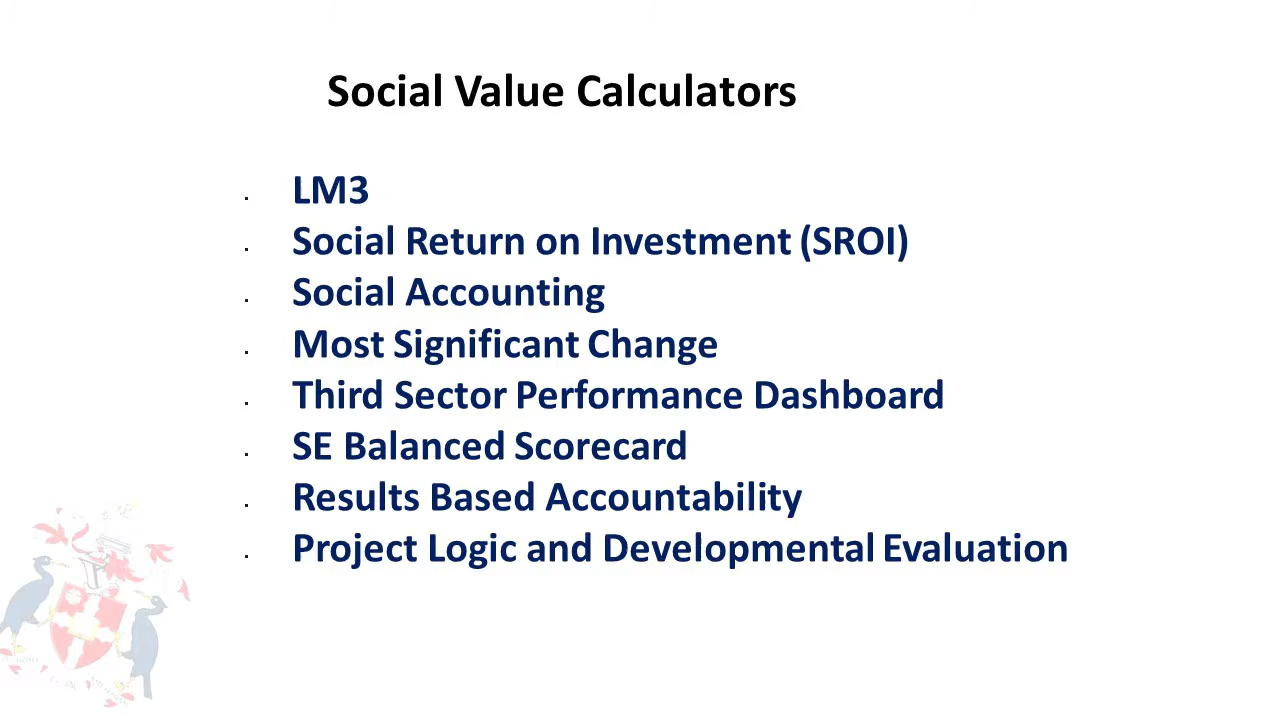 Social Value Calculators
LM3
Social Return on Investment (SROI)
Social Accounting
Most Significant Change
Third Sector Performance Dashboard
SE Balanced Scorecard
Results Based Accountability
Project Logic and Developmental Evaluation